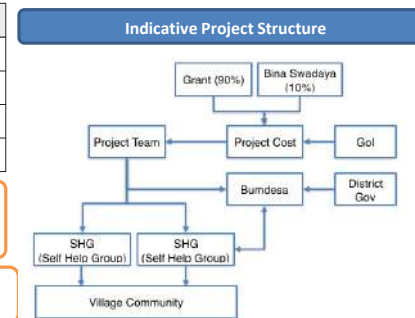 Indicative Project Structure
Grant (90%)
Bina Swadaya
(10%)
Project Team
Project Cost
GoI
Bumdesa
District
Gov
SHG
(Self Help Group)
SHG
(Self Help Group)
Village Community